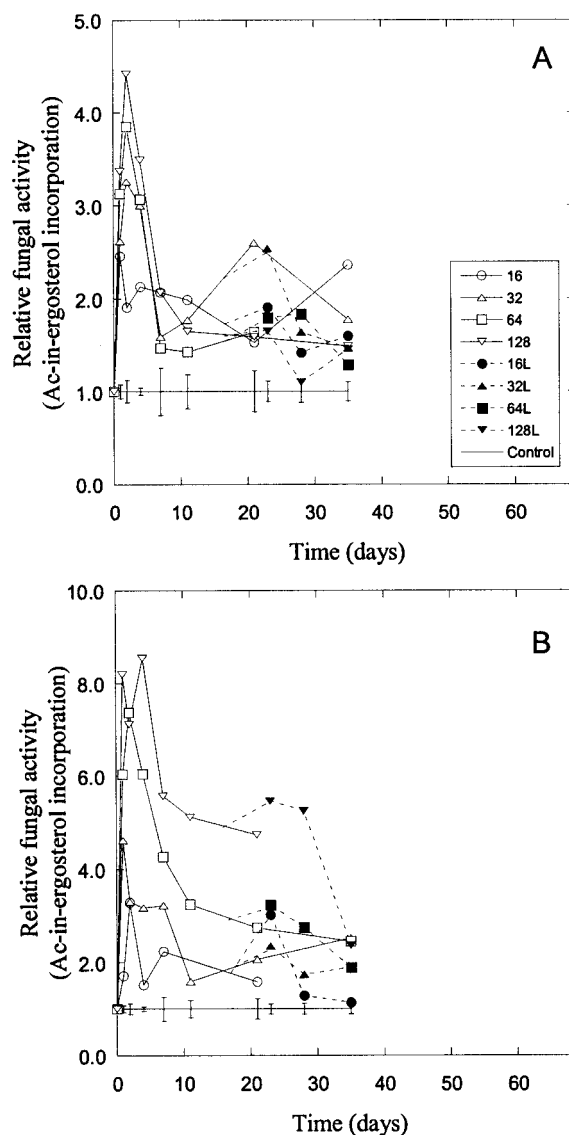 A
Relative fungal activity
(Ac-in-ergosterol incorporation)
5.0
4.0
3.0
2.0
1.0
0.0
0 10 20 30 40 50 60
Time (days)
16
32
64
128
16L
32L
64L
128L
Control
B
Relative fungal activity
(Ac-in-ergosterol incorporation)
10.0
8.0
6.0
4.0
2.0
0.0
0 10 20 30 40 50 60
Time (days)